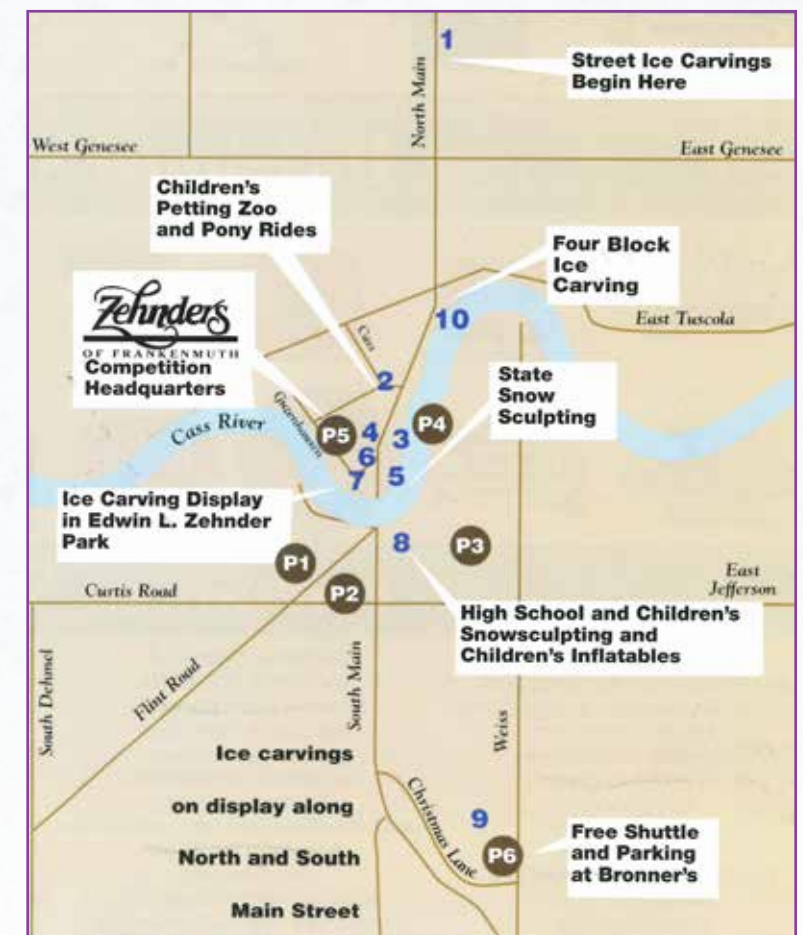 1
Street Ice Carvings
Begin Here
North Main
West Genesee
East Genesee
Children's
Petting Zoo
and Pony Rides
Four Block
Ice
Carving
Zehnders
OF FRANKENMUTH
Competition
Headquarters
10
East Tuscola
Cass
2
State
Snow
Sculpting
Gunzenhausen
Cass River
P5
4
P4
3
6
7
5
Ice Carving Display
in Edwin L. Zehnder
Park
8
P3
P1
P2
Curtis Road
East
Jefferson
High School and Children's
Snowsculpting and
Children's Inflatables
South Dehmel
Flint Road
South Main
Weiss
Ice carvings
on display along
North and South
Main Street
Christmas Lane
9
P6
Free Shuttle
and Parking
at Bronner's